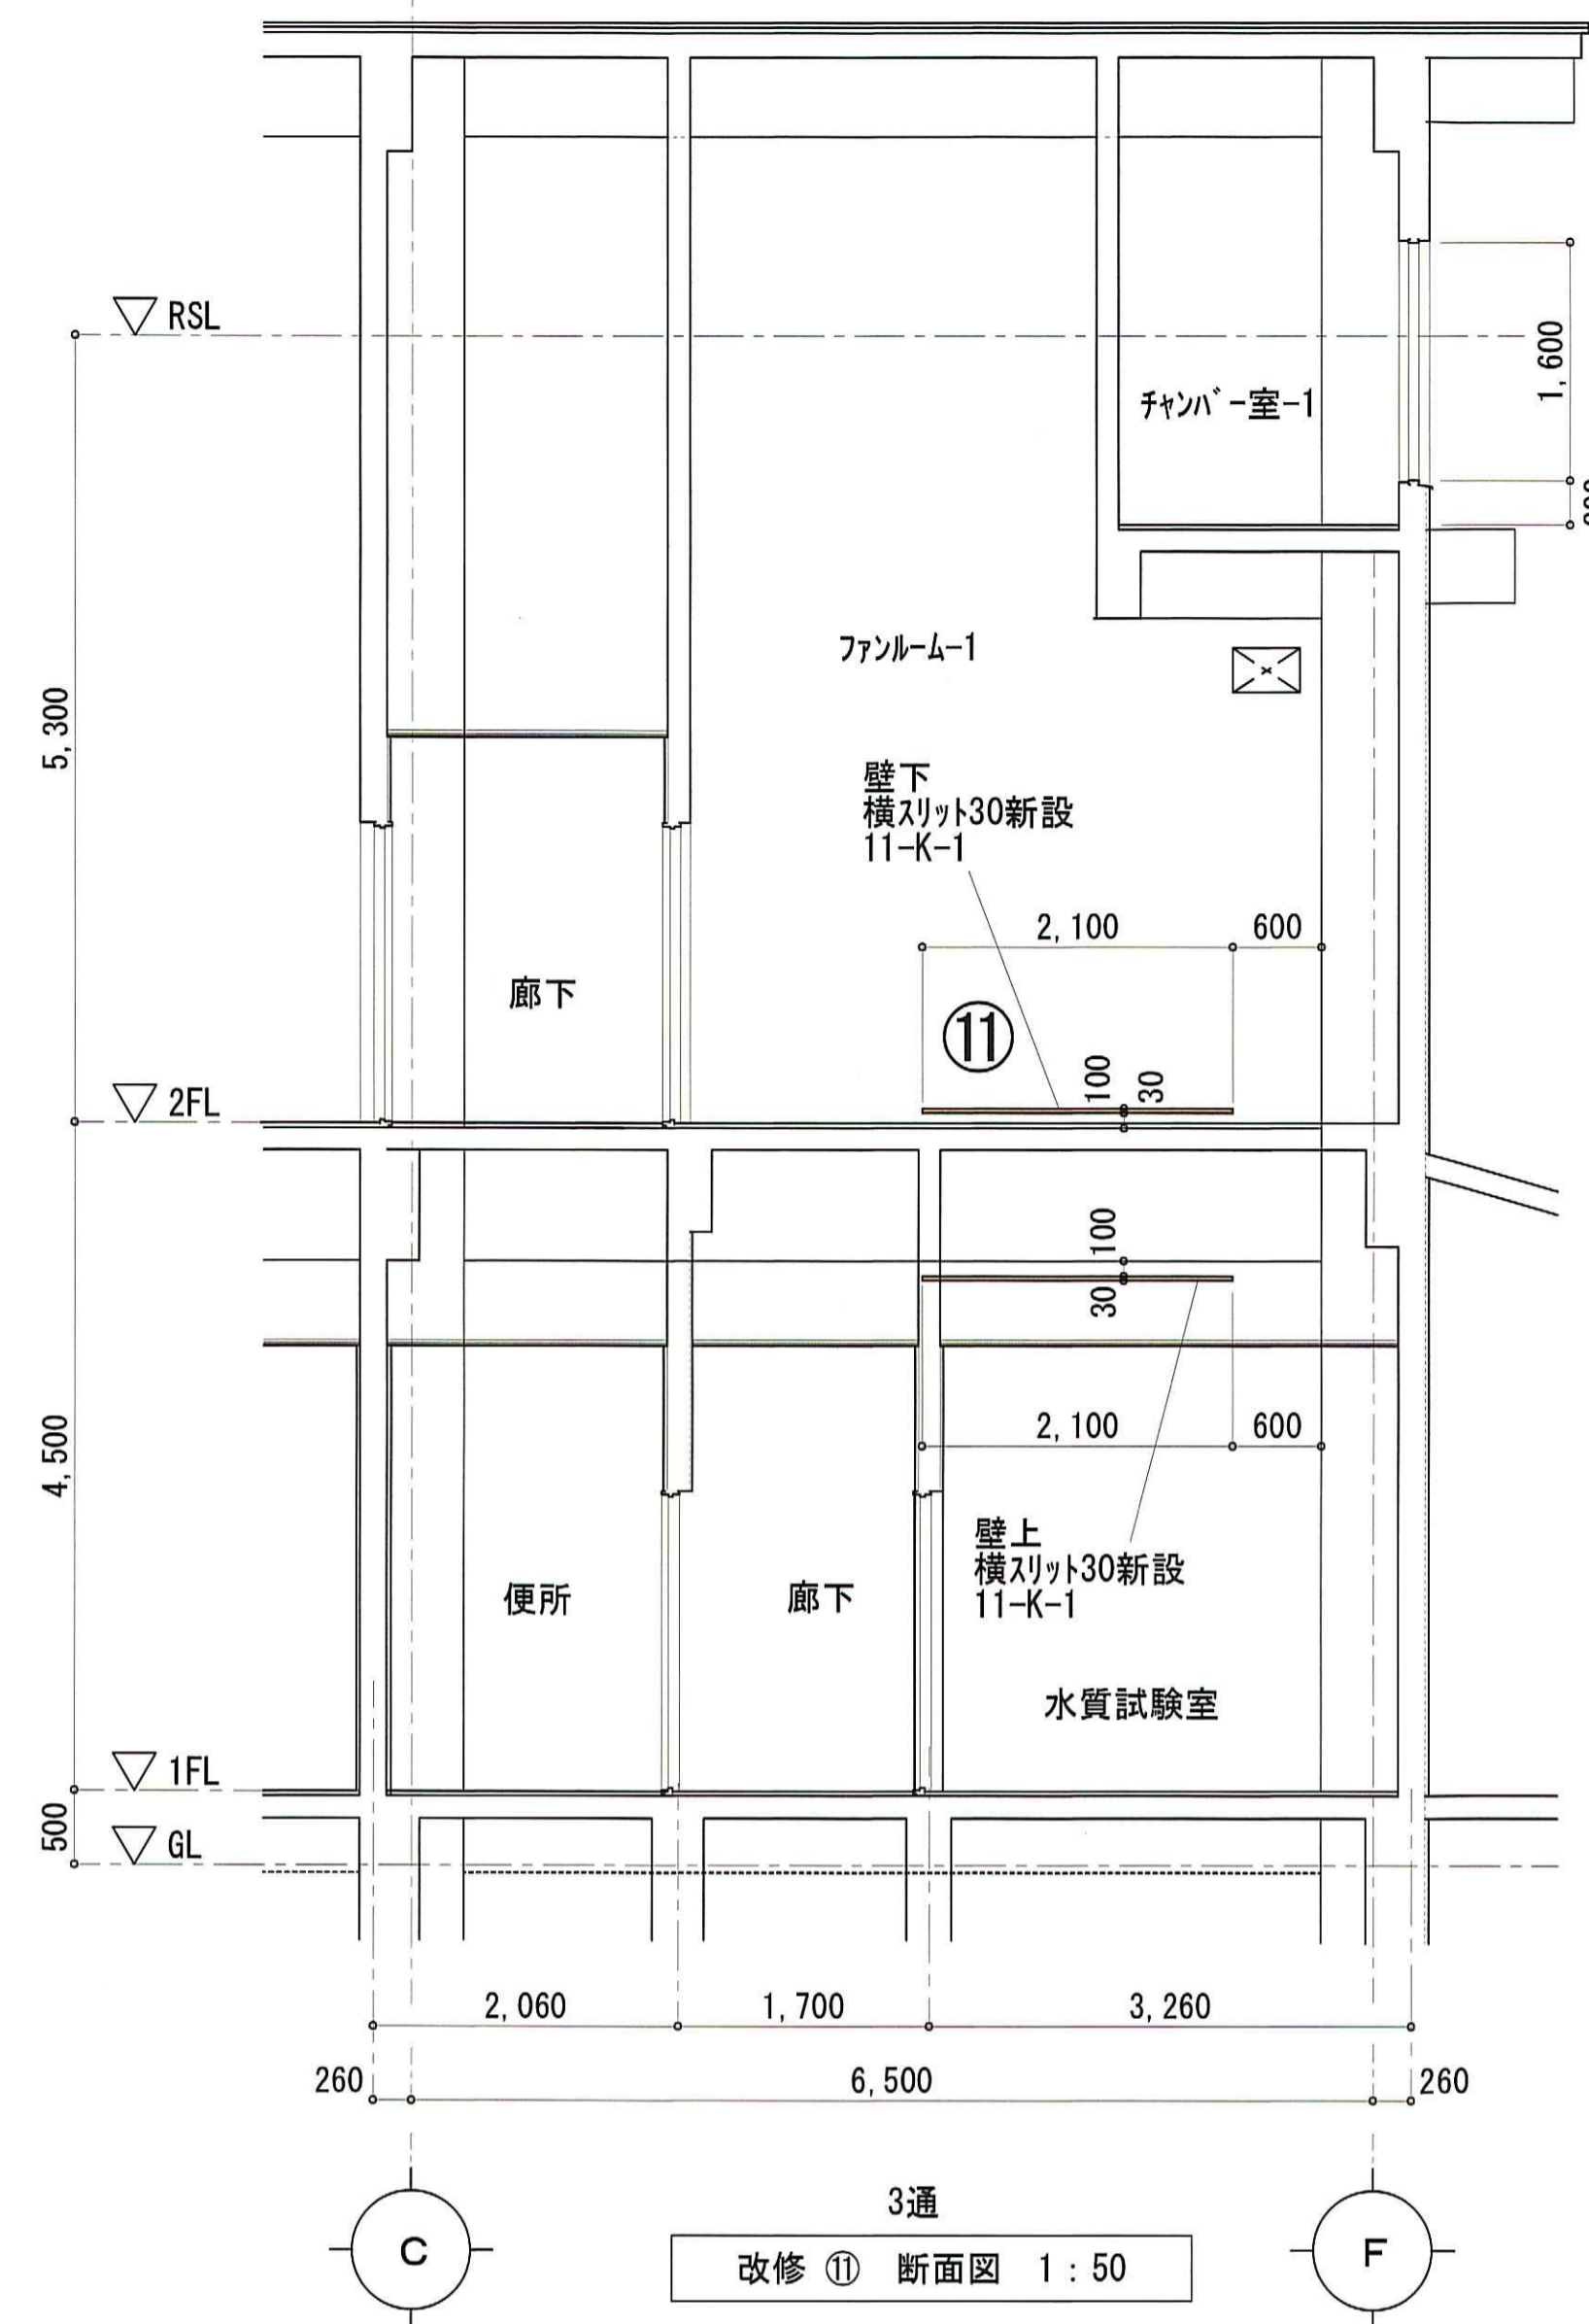 RSL
チャンバー室-1
1,600
ファンルーム-1
5,300
壁下
横スリット30新設
11-K-1
2,100
600
廊下
⑪
100
30
2FL
100
30
4,500
2,100
600
壁上
横スリット30新設
11-K-1
便所
廊下
水質試験室
1FL
500
GL
2,060
1,700
3,260
260
6,500
260
3通
C
F
改修 ⑪ 断面図 1:50